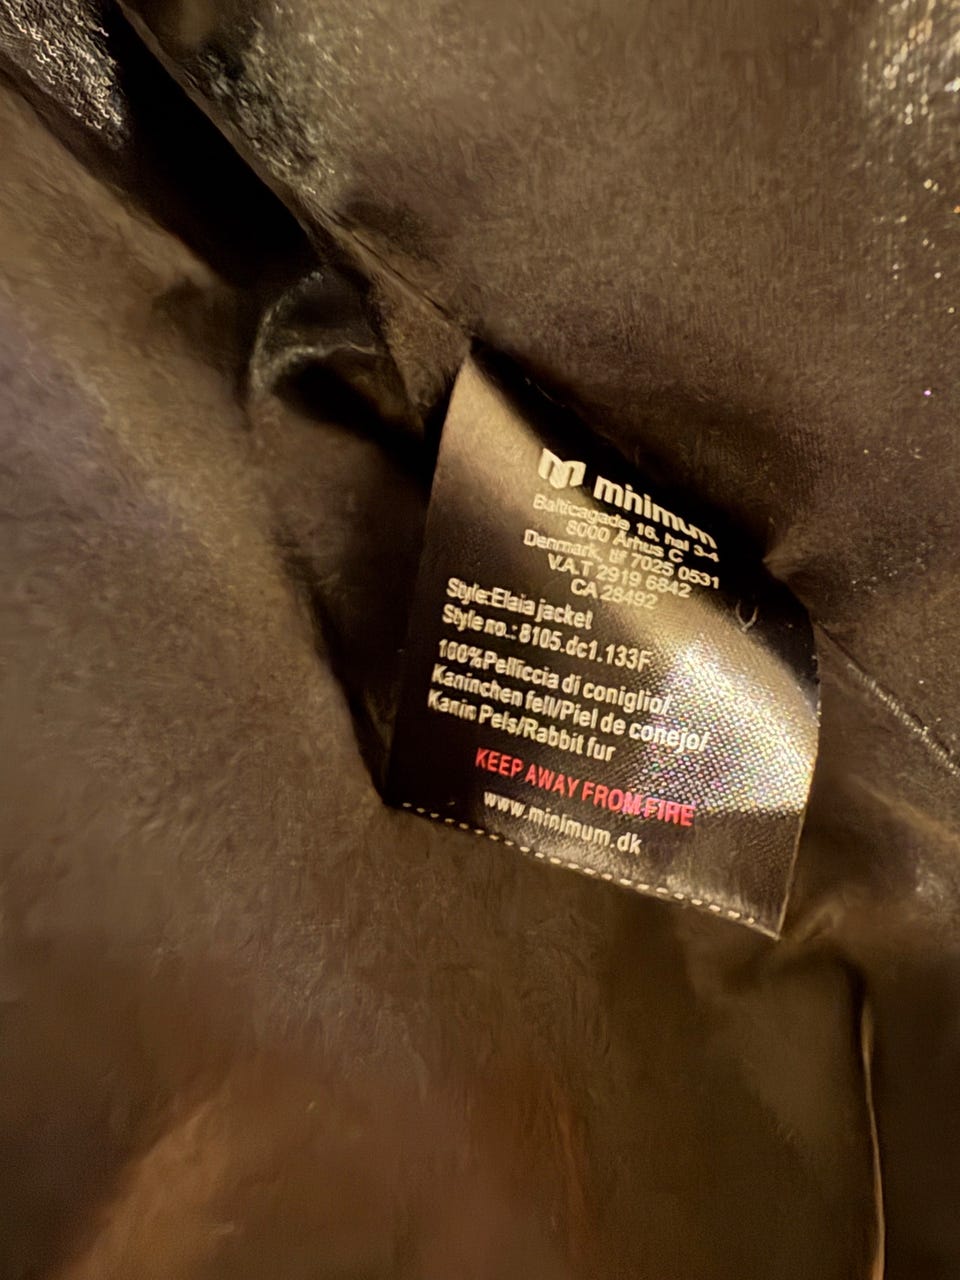 minimum
Balticagade 16, hal 3-4
8000 Århus C
Denmark, tlf 7025 0531
V.A.T 2919 6842
CA 28492
Style:Elaia jacket
Style no.: 8105.dc1.133F
100%Pelliccia di coniglio/
Kaninchen fell/Piel de conejo/
Kanin Pels/Rabbit fur
KEEP AWAY FROM FIRE
www.minimum.dk